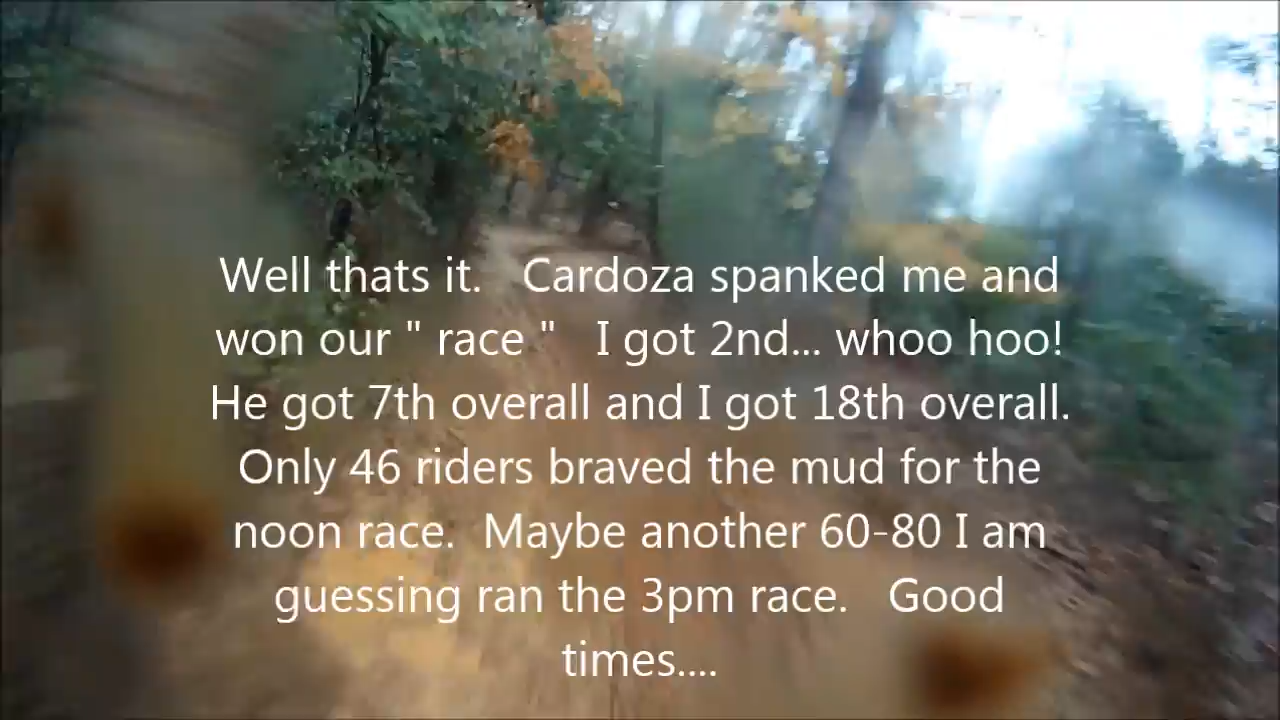 Well thats it.   Cardoza spanked me and
won our " race "   I got 2nd... whoo hoo!
He got 7th overall and I got 18th overall.
Only 46 riders braved the mud for the
noon race.  Maybe another 60-80 I am
guessing ran the 3pm race.   Good
times....